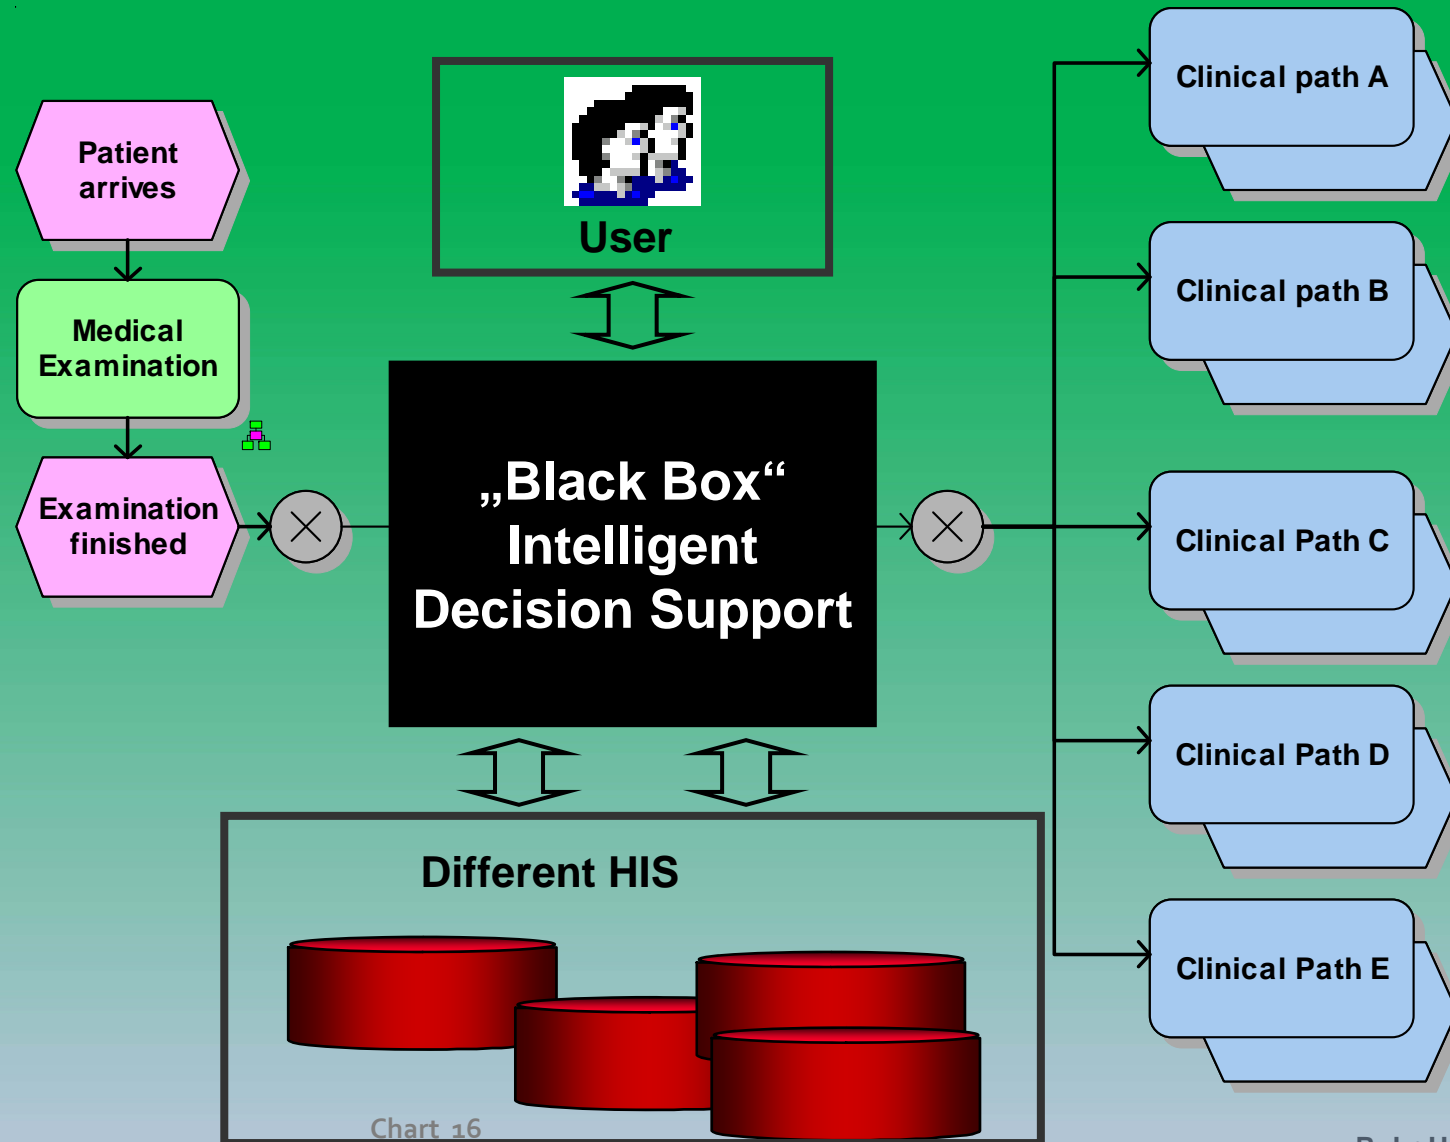 Patient
arrives
Medical
Examination
Examination
finished
User
„Black Box“
Intelligent
Decision Support
Different HIS
Clinical path A
Clinical path B
Clinical Path C
Clinical Path D
Clinical Path E
Chart 16